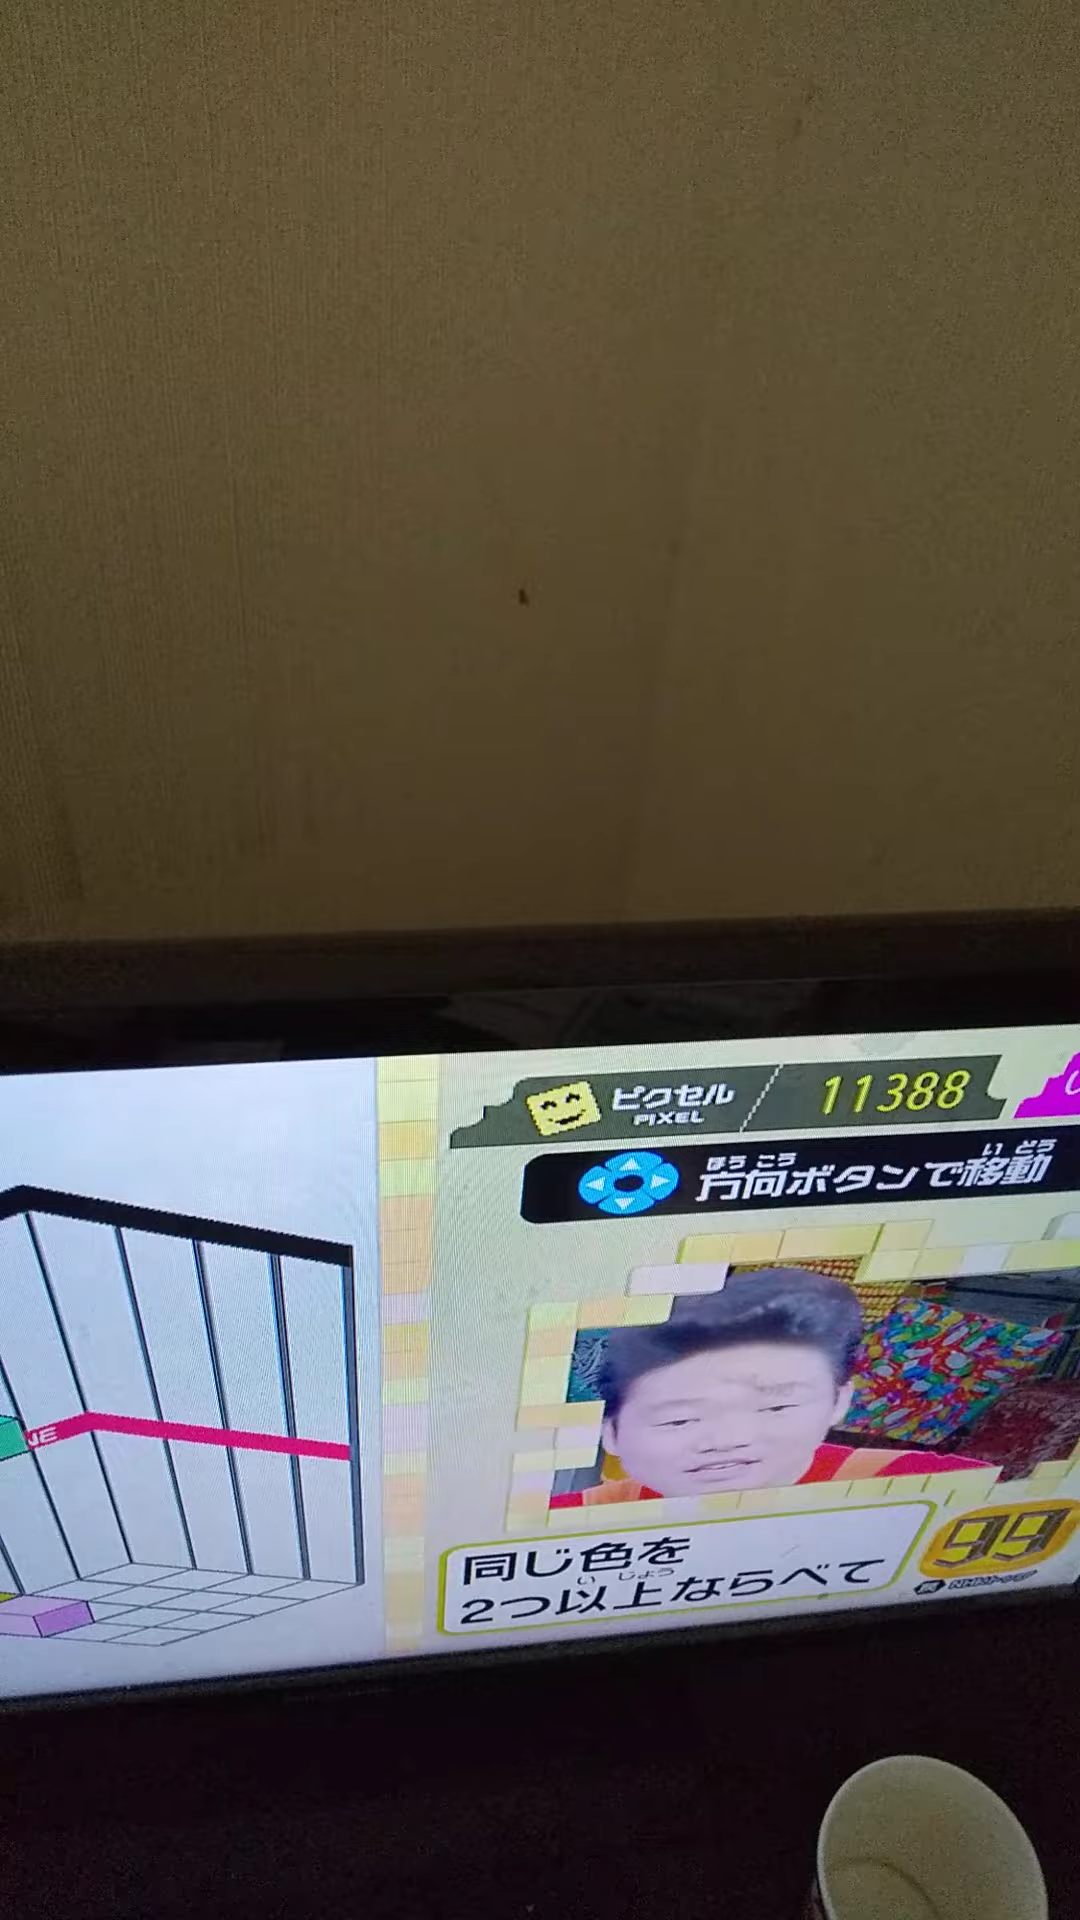 ピクセル
PIXEL
11388
ほうこう いどう
方向ボタンで移動
NE
同じ色を
いじょう
2つ以上ならべて
99